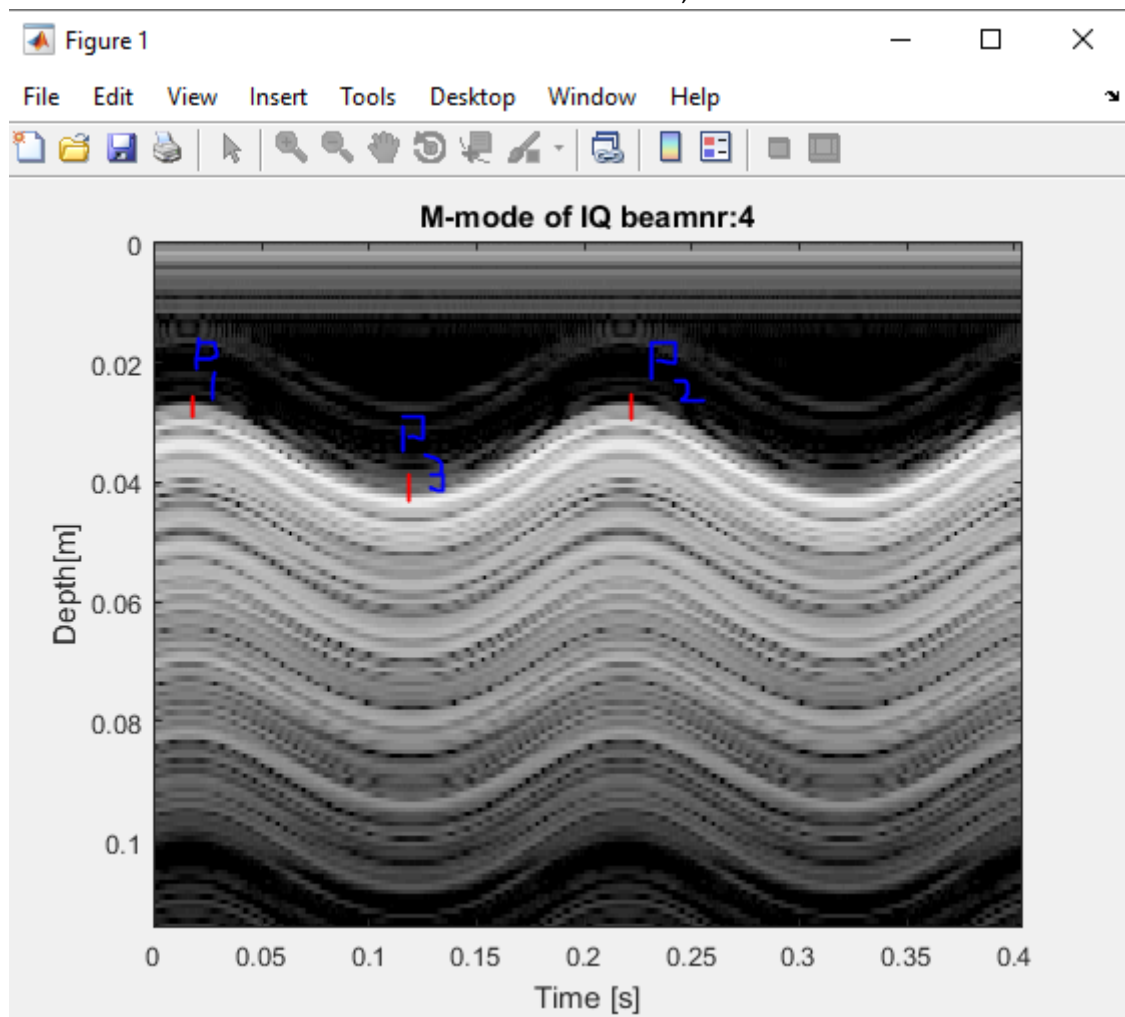 Figure 1
File Edit View Insert Tools Desktop Window Help
M-mode of IQ beamnr:4
0
0.02
0.04
0.06
0.08
0.1
Depth[m]
P1
P2
P3
0 0.05 0.1 0.15 0.2 0.25 0.3 0.35 0.4
Time [s]